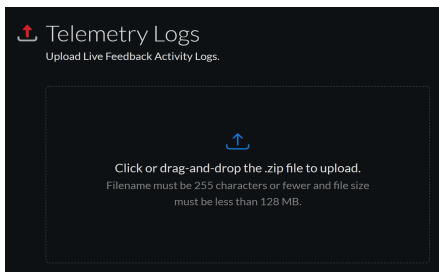 Telemetry Logs
Upload Live Feedback Activity Logs.
Click or drag-and-drop the .zip file to upload.
Filename must be 255 characters or fewer and file size
must be less than 128 MB.